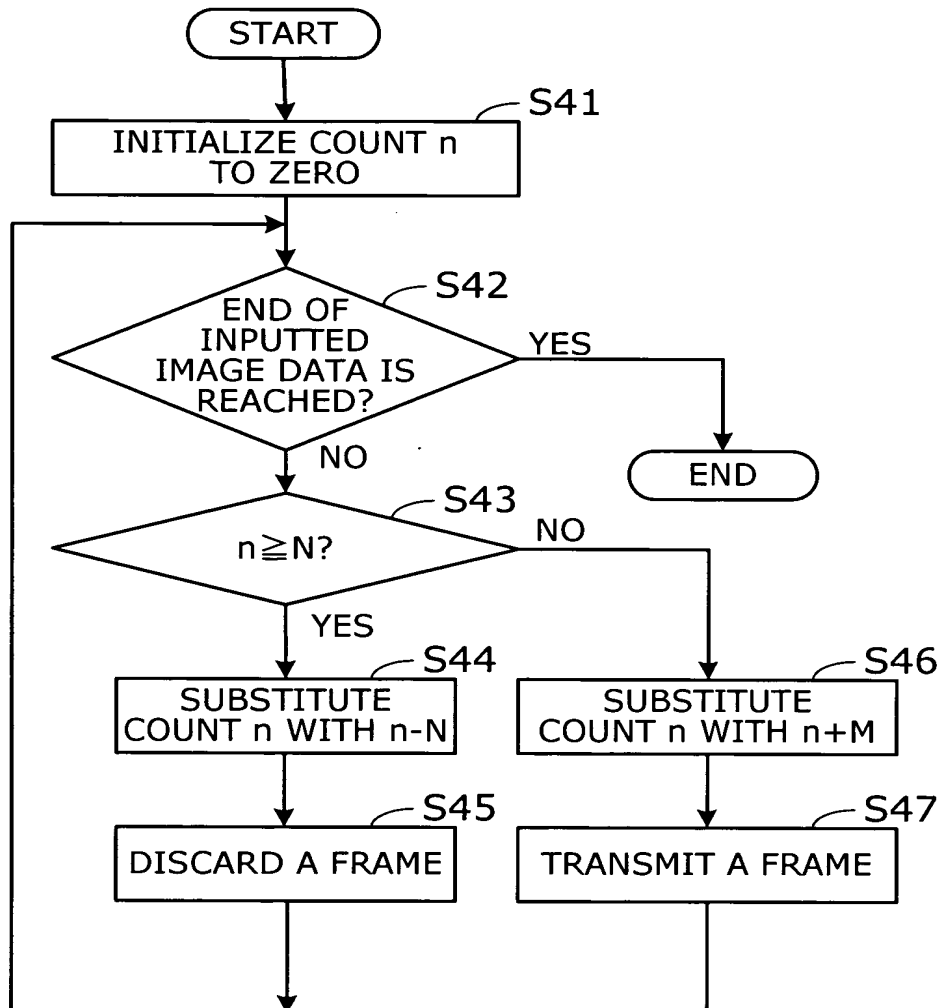 START
S41
INITIALIZE COUNT n
TO ZERO
S42
END OF
INPUTTED
IMAGE DATA IS
REACHED?
YES
NO
END
S43
n≧N?
NO
YES
S44
SUBSTITUTE
COUNT n WITH n-N
S46
SUBSTITUTE
COUNT n WITH n+M
S45
DISCARD A FRAME
S47
TRANSMIT A FRAME